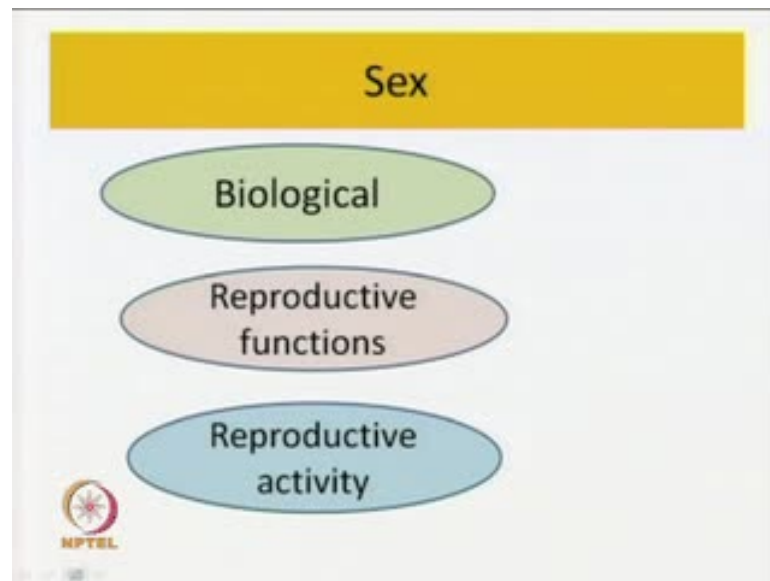 Sex
Biological
Reproductive
functions
Reproductive
activity
NPTEL